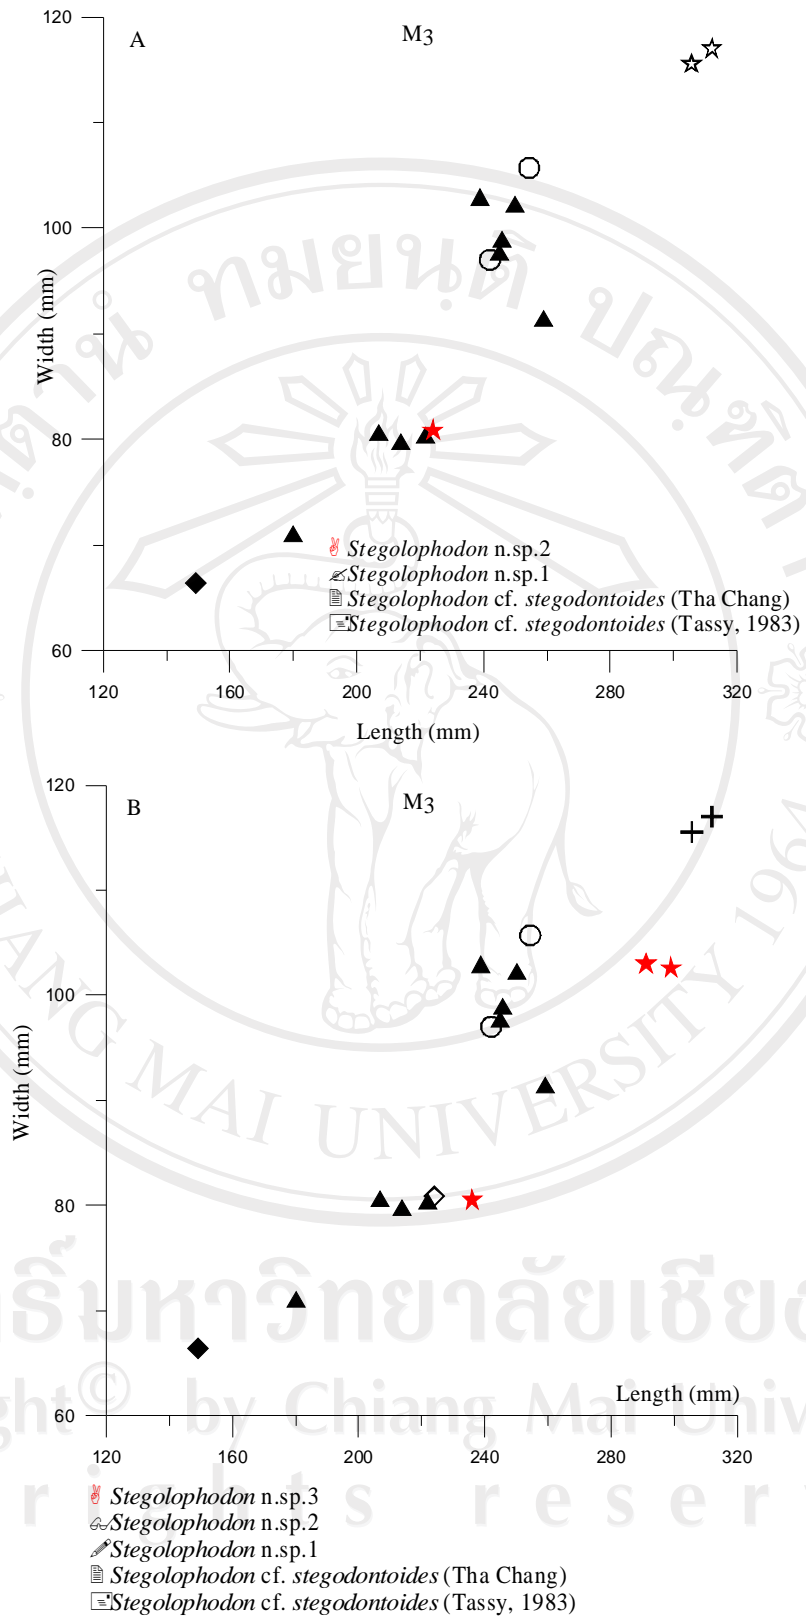 120
A
M3
100
Width (mm)
80
✌ Stegolophodon n.sp.2
✍Stegolophodon n.sp.1
🗎 Stegolophodon cf. stegodontoides (Tha Chang)
Stegolophodon cf. stegodontoides (Tassy, 1983)
60
120 160 200 240 280 320
Length (mm)
120
B
M3
100
Width (mm)
80
Length (mm)
60
120 160 200 240 280 320
✌ Stegolophodon n.sp.3
Stegolophodon n.sp.2
✎Stegolophodon n.sp.1
🗎 Stegolophodon cf. stegodontoides (Tha Chang)
Stegolophodon cf. stegodontoides (Tassy, 1983)
CHIANG MAI UNIVERSITY 1964
ght© by Chiang Mai Univ
r i g h t s r e s e r